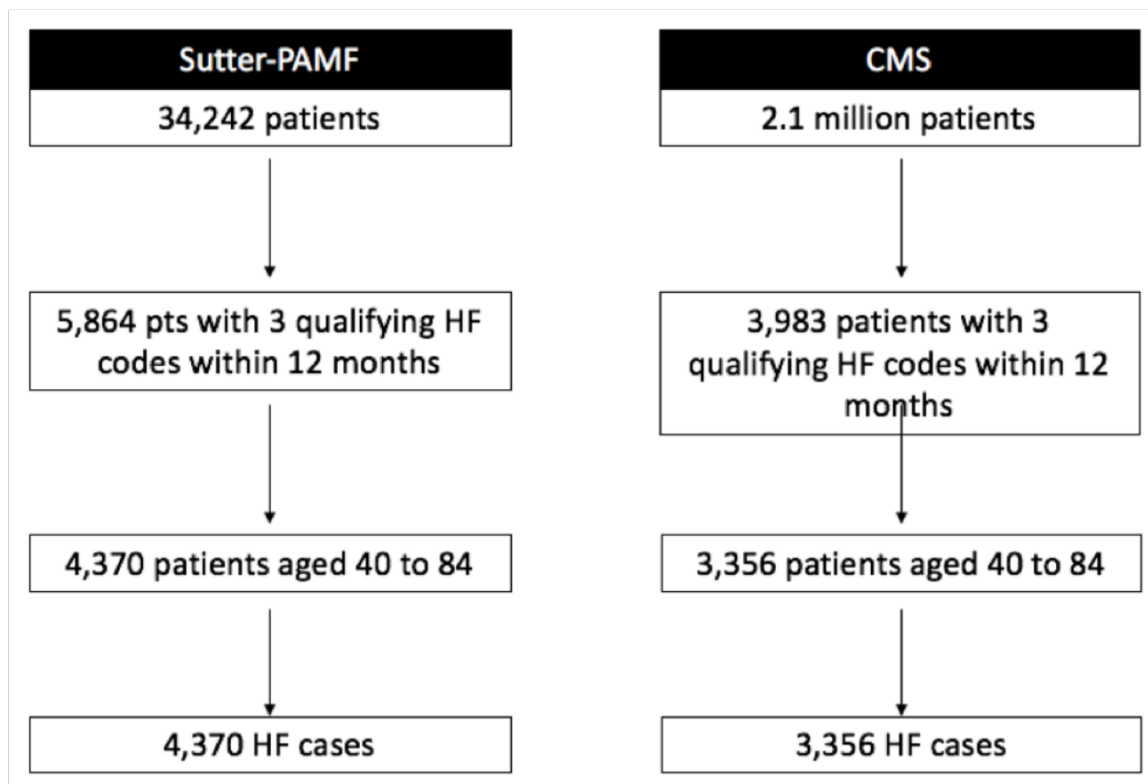 Sutter-PAMF
34,242 patients
5,864 pts with 3 qualifying HF
codes within 12 months
4,370 patients aged 40 to 84
4,370 HF cases
CMS
2.1 million patients
3,983 patients with 3
qualifying HF codes within 12
months
3,356 patients aged 40 to 84
3,356 HF cases